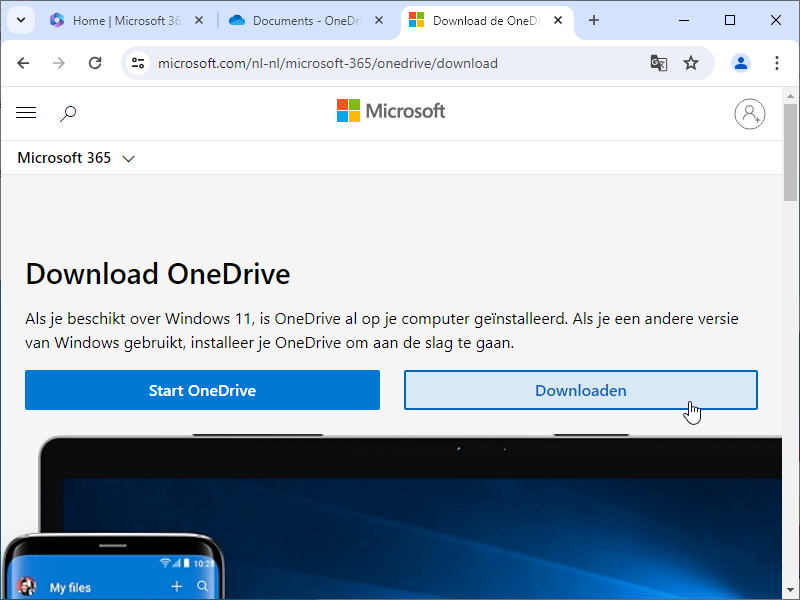 Home | Microsoft 36
Documents - OneDri
Download de OneD
microsoft.com/nl-nl/microsoft-365/onedrive/download
Microsoft
Microsoft 365
Download OneDrive
Als je beschikt over Windows 11, is OneDrive al op je computer geïnstalleerd. Als je een andere versie
van Windows gebruikt, installeer je OneDrive om aan de slag te gaan.
Start OneDrive
Downloaden
10:28
My files